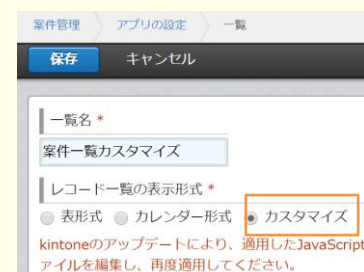 案件管理 アプリの設定 一覧
保存 キャンセル
一覧名 *
案件一覧カスタマイズ
レコード一覧の表示形式 *
表形式 カレンダー形式 カスタマイズ
kintoneのアップデートにより、適用したJavaScript
ァイルを編集し、再度適用してください。